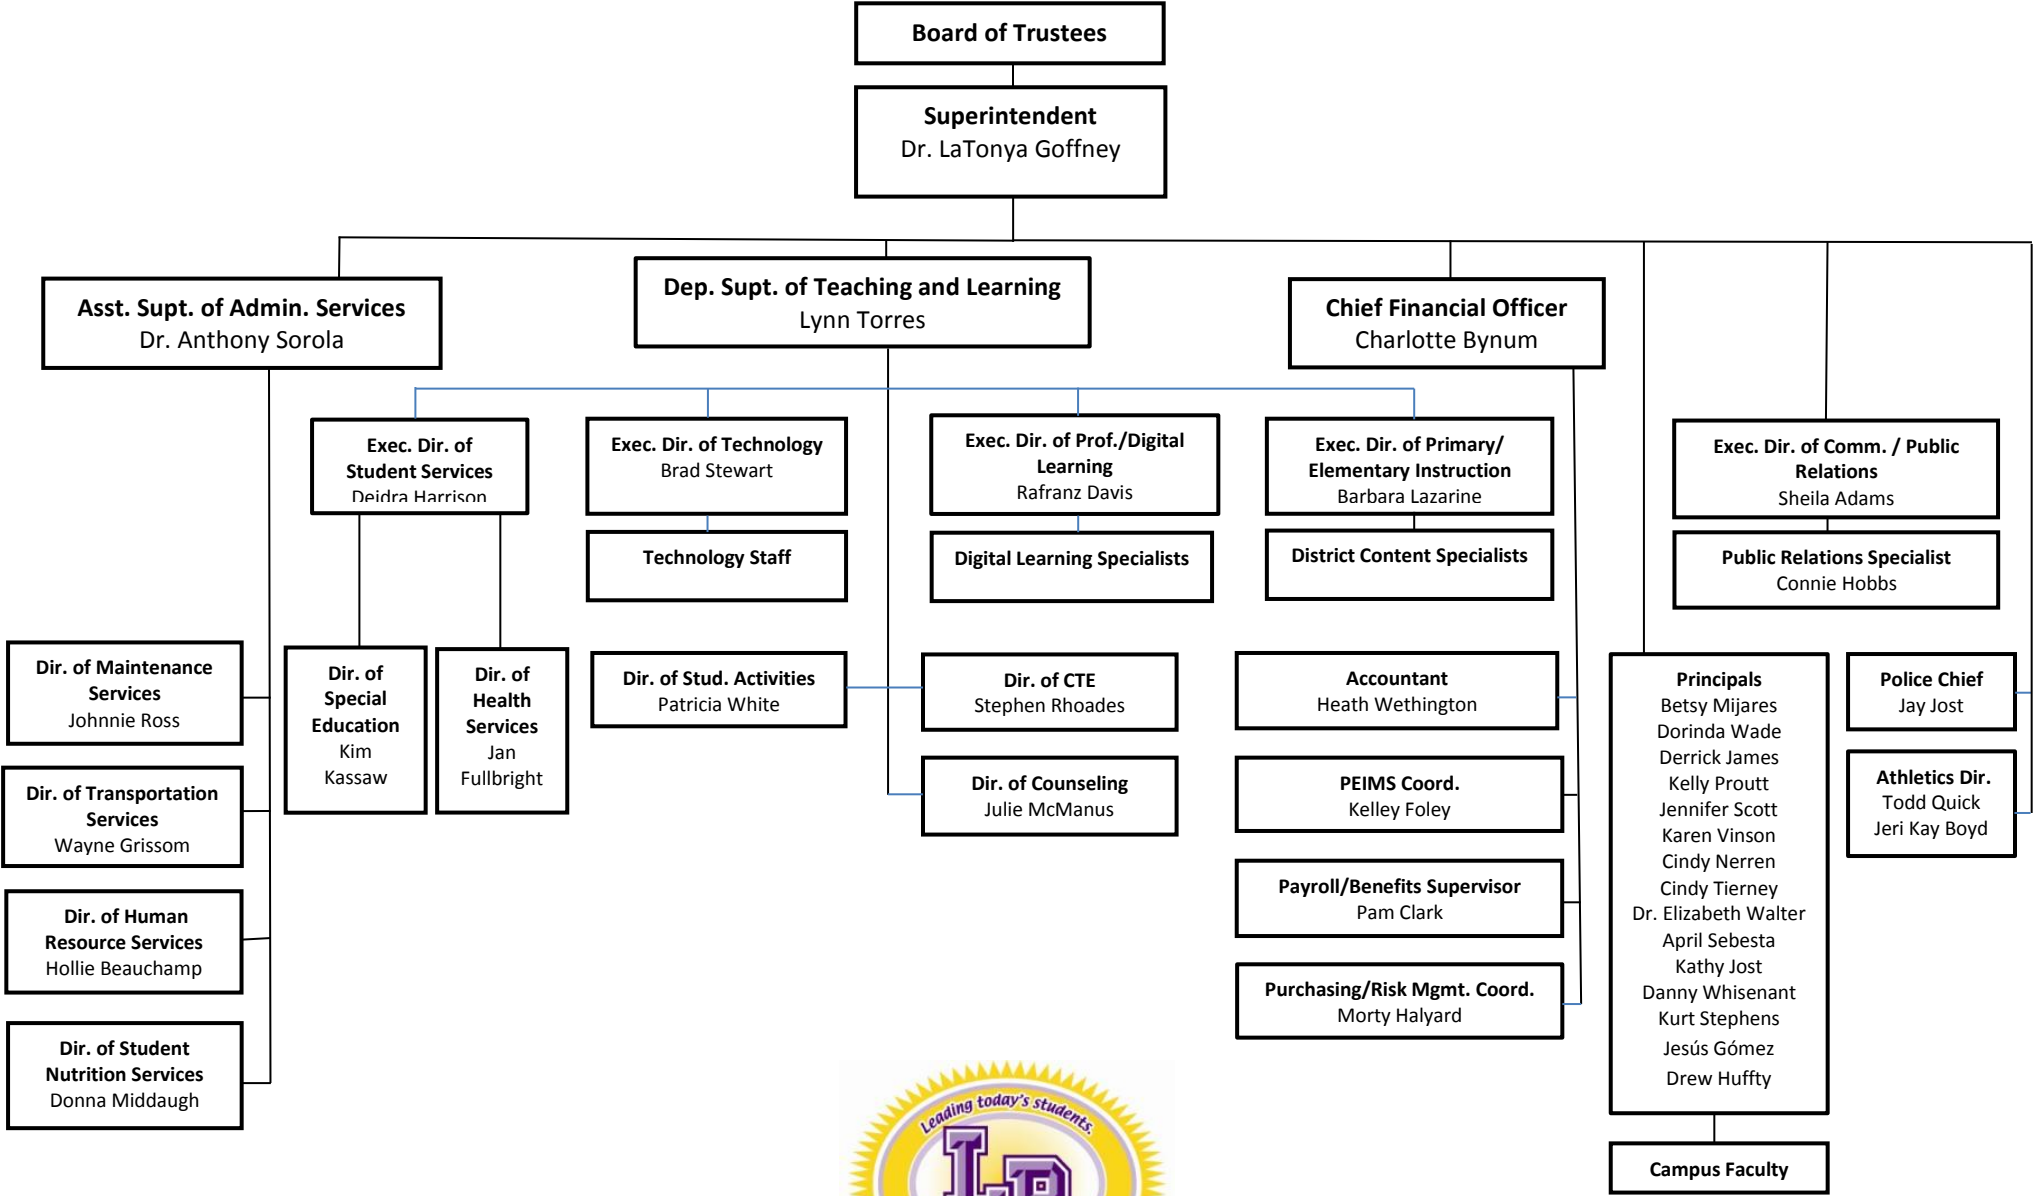 Board of Trustees
Superintendent
Dr. LaTonya Goffney
Asst. Supt. of Admin. Services
Dr. Anthony Sorola
Dep. Supt. of Teaching and Learning
Lynn Torres
Chief Financial Officer
Charlotte Bynum
Exec. Dir. of
Student Services
Deidra Harrison
Exec. Dir. of Technology
Brad Stewart
Exec. Dir. of Prof./Digital
Learning
Rafranz Davis
Exec. Dir. of Primary/
Elementary Instruction
Barbara Lazarine
Exec. Dir. of Comm. / Public
Relations
Sheila Adams
Technology Staff
Digital Learning Specialists
District Content Specialists
Public Relations Specialist
Connie Hobbs
Dir. of Maintenance
Services
Johnnie Ross
Dir. of Transportation
Services
Wayne Grissom
Dir. of Human
Resource Services
Hollie Beauchamp
Dir. of Student
Nutrition Services
Donna Middaugh
Dir. of
Special
Education
Kim
Kassaw
Dir. of
Health
Services
Jan
Fullbright
Dir. of Stud. Activities
Patricia White
Dir. of CTE
Stephen Rhoades
Dir. of Counseling
Julie McManus
Accountant
Heath Wethington
PEIMS Coord.
Kelley Foley
Payroll/Benefits Supervisor
Pam Clark
Purchasing/Risk Mgmt. Coord.
Morty Halyard
Principals
Betsy Mijares
Dorinda Wade
Derrick James
Kelly Proutt
Jennifer Scott
Karen Vinson
Cindy Nerren
Cindy Tierney
Dr. Elizabeth Walter
April Sebesta
Kathy Jost
Danny Whisenant
Kurt Stephens
Jesús Gómez
Drew Huffty
Campus Faculty
Police Chief
Jay Jost
Athletics Dir.
Todd Quick
Jeri Kay Boyd
Leading today's students.
LP